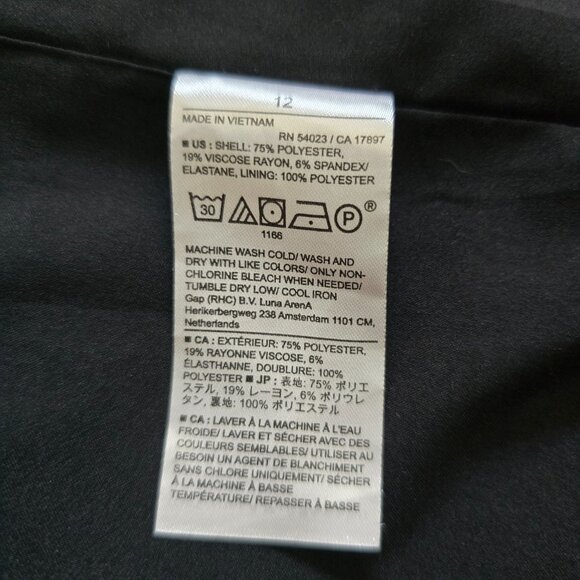 12
MADE IN VIETNAM
RN 54023 / CA 17897
■ US : SHELL: 75% POLYESTER,
19% VISCOSE RAYON, 6% SPANDEX/
ELASTANE, LINING: 100% POLYESTER
30 P ®
1166
MACHINE WASH COLD/ WASH AND
DRY WITH LIKE COLORS/ ONLY NON-
CHLORINE BLEACH WHEN NEEDED/
TUMBLE DRY LOW/ COOL IRON
Gap (RHC) B.V. Luna ArenA
Herikerbergweg 238 Amsterdam 1101 CM,
Netherlands
■ CA : EXTÉRIEUR: 75% POLYESTER,
19% RAYONNE VISCOSE, 6%
ÉLASTHANNE, DOUBLURE: 100%
POLYESTER ■ JP : 表地: 75% ポリエ
ステル, 19% レーヨン, 6% ポリウレ
タン, 裏地: 100% ポリエステル
■ CA : LAVER À LA MACHINE À L'EAU
FROIDE/ LAVER ET SÉCHER AVEC DES
COULEURS SEMBLABLES/ UTILISER AU
BESOIN UN AGENT DE BLANCHIMENT
SANS CHLORE UNIQUEMENT/ SÉCHER
À LA MACHINE À BASSE
TEMPÉRATURE/ REPASSER À BASSE